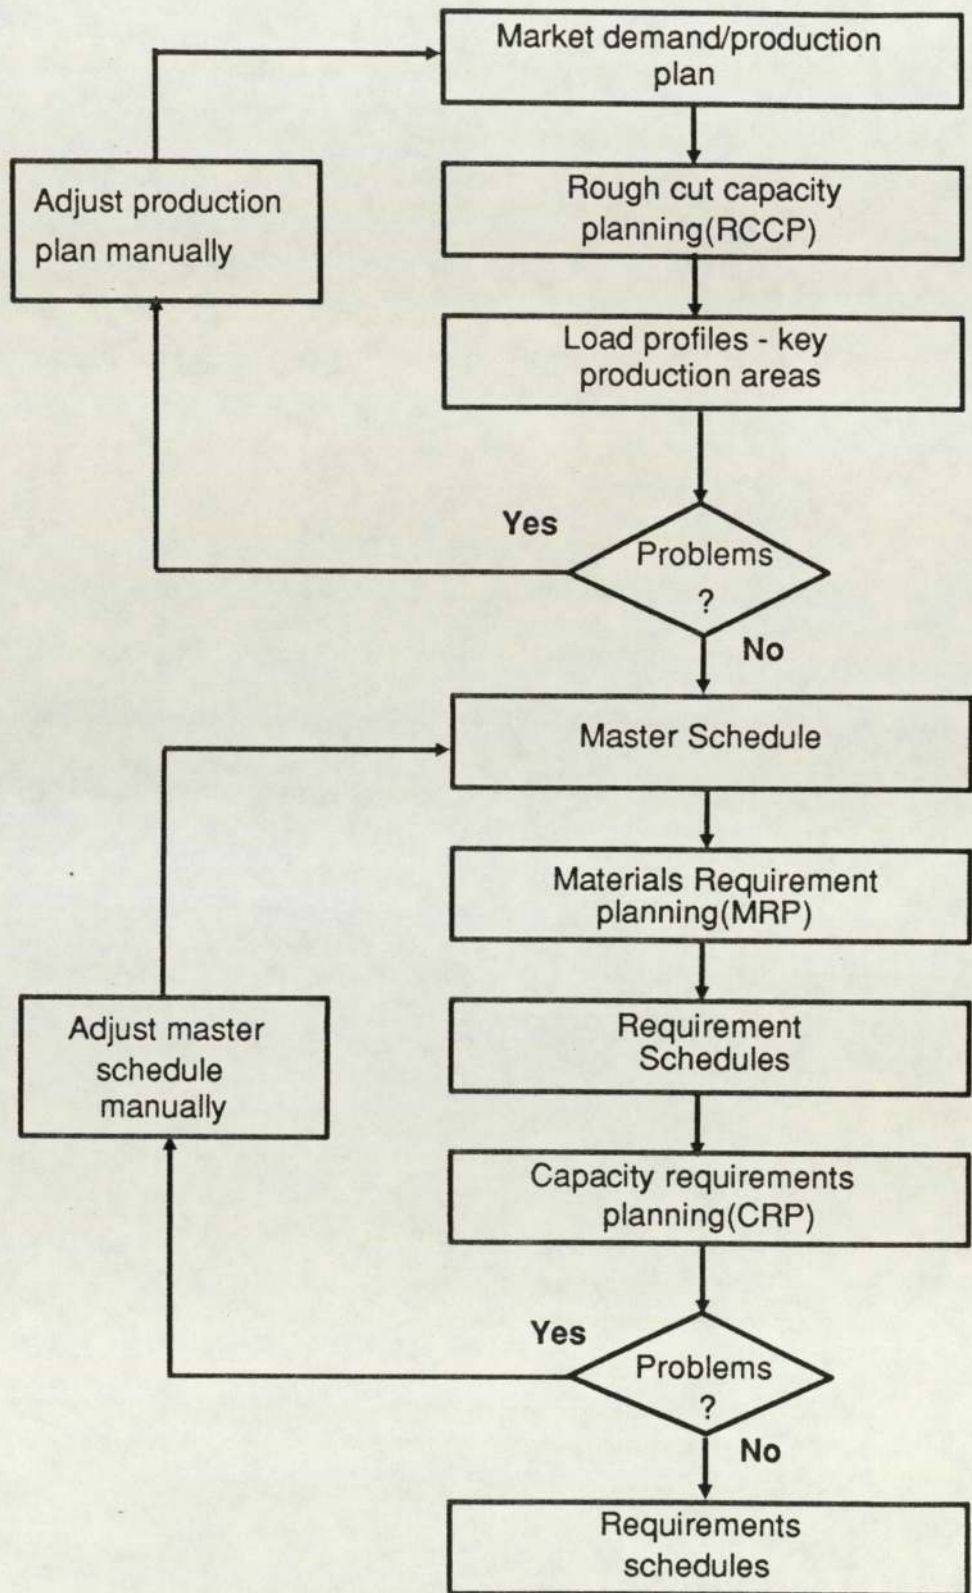 Market demand/production
plan
Adjust production
plan manually
Rough cut capacity
planning(RCCP)
Load profiles - key
production areas
Yes
Problems
?
No
Master Schedule
Materials Requirement
planning(MRP)
Adjust master
schedule
manually
Requirement
Schedules
Capacity requirements
planning(CRP)
Yes
Problems
?
No
Requirements
schedules